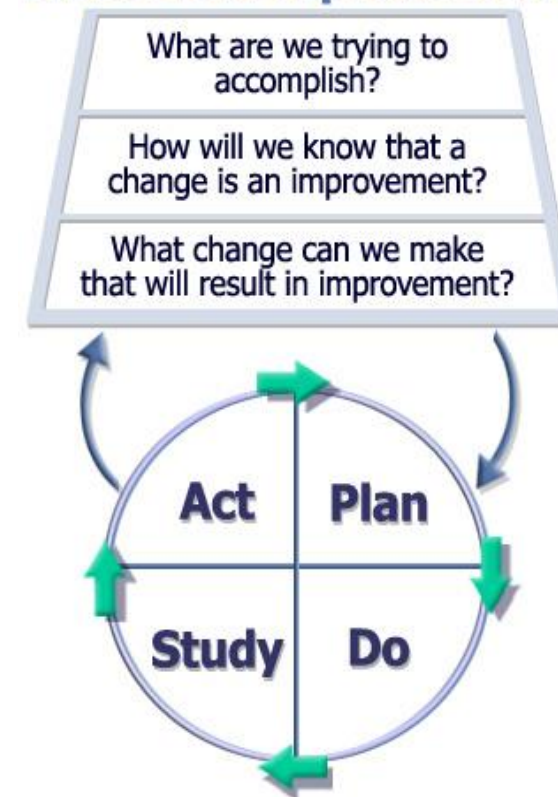 What are we trying to
accomplish?
How will we know that a
change is an improvement?
What change can we make
that will result in improvement?
Act
Plan
Study
Do